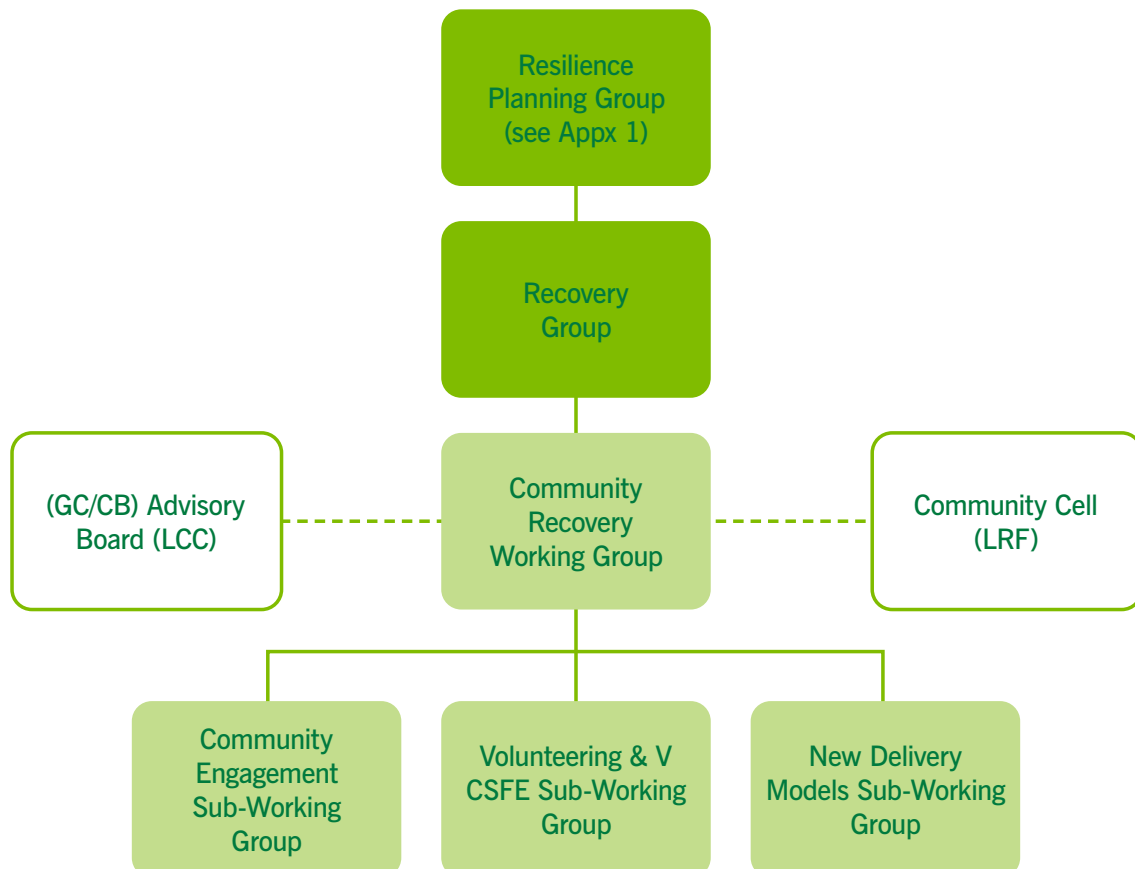 Resilience
Planning Group
(see Appx 1)
Recovery
Group
(GC/CB) Advisory
Board (LCC)
Community
Recovery
Working Group
Community Cell
(LRF)
Community
Engagement
Sub-Working
Group
Volunteering & V
CSFE Sub-Working
Group
New Delivery
Models Sub-Working
Group